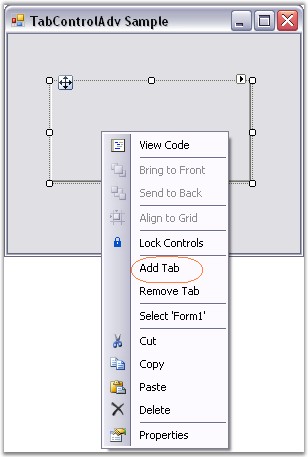 TabControlAdv Sample
View Code
Bring to Front
Send to Back
Align to Grid
Lock Controls
Add Tab
Remove Tab
Select 'Form1'
Cut
Copy
Paste
Delete
Properties